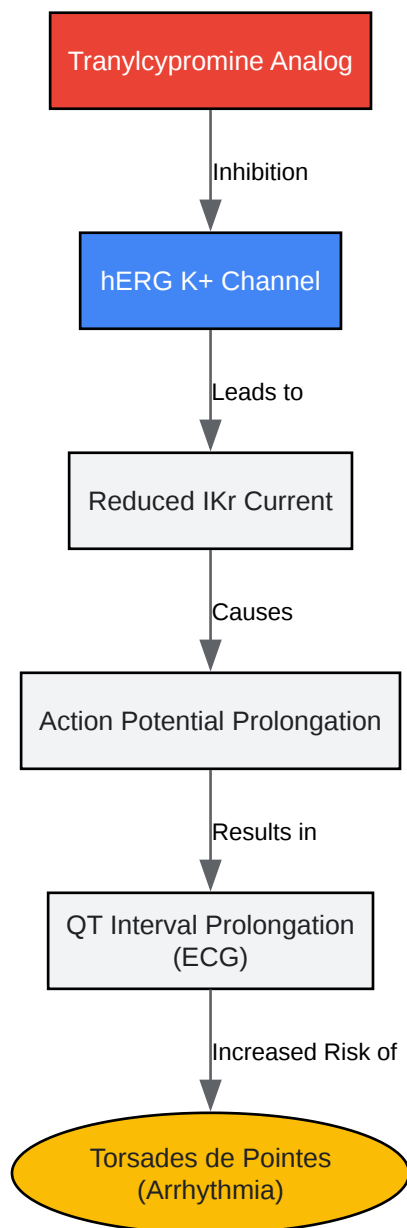 Tranylcypromine Analog
Inhibition
hERG K+ Channel
Leads to
Reduced IKr Current
Causes
Action Potential Prolongation
Results in
QT Interval Prolongation
(ECG)
Increased Risk of
Torsades de Pointes
(Arrhythmia)